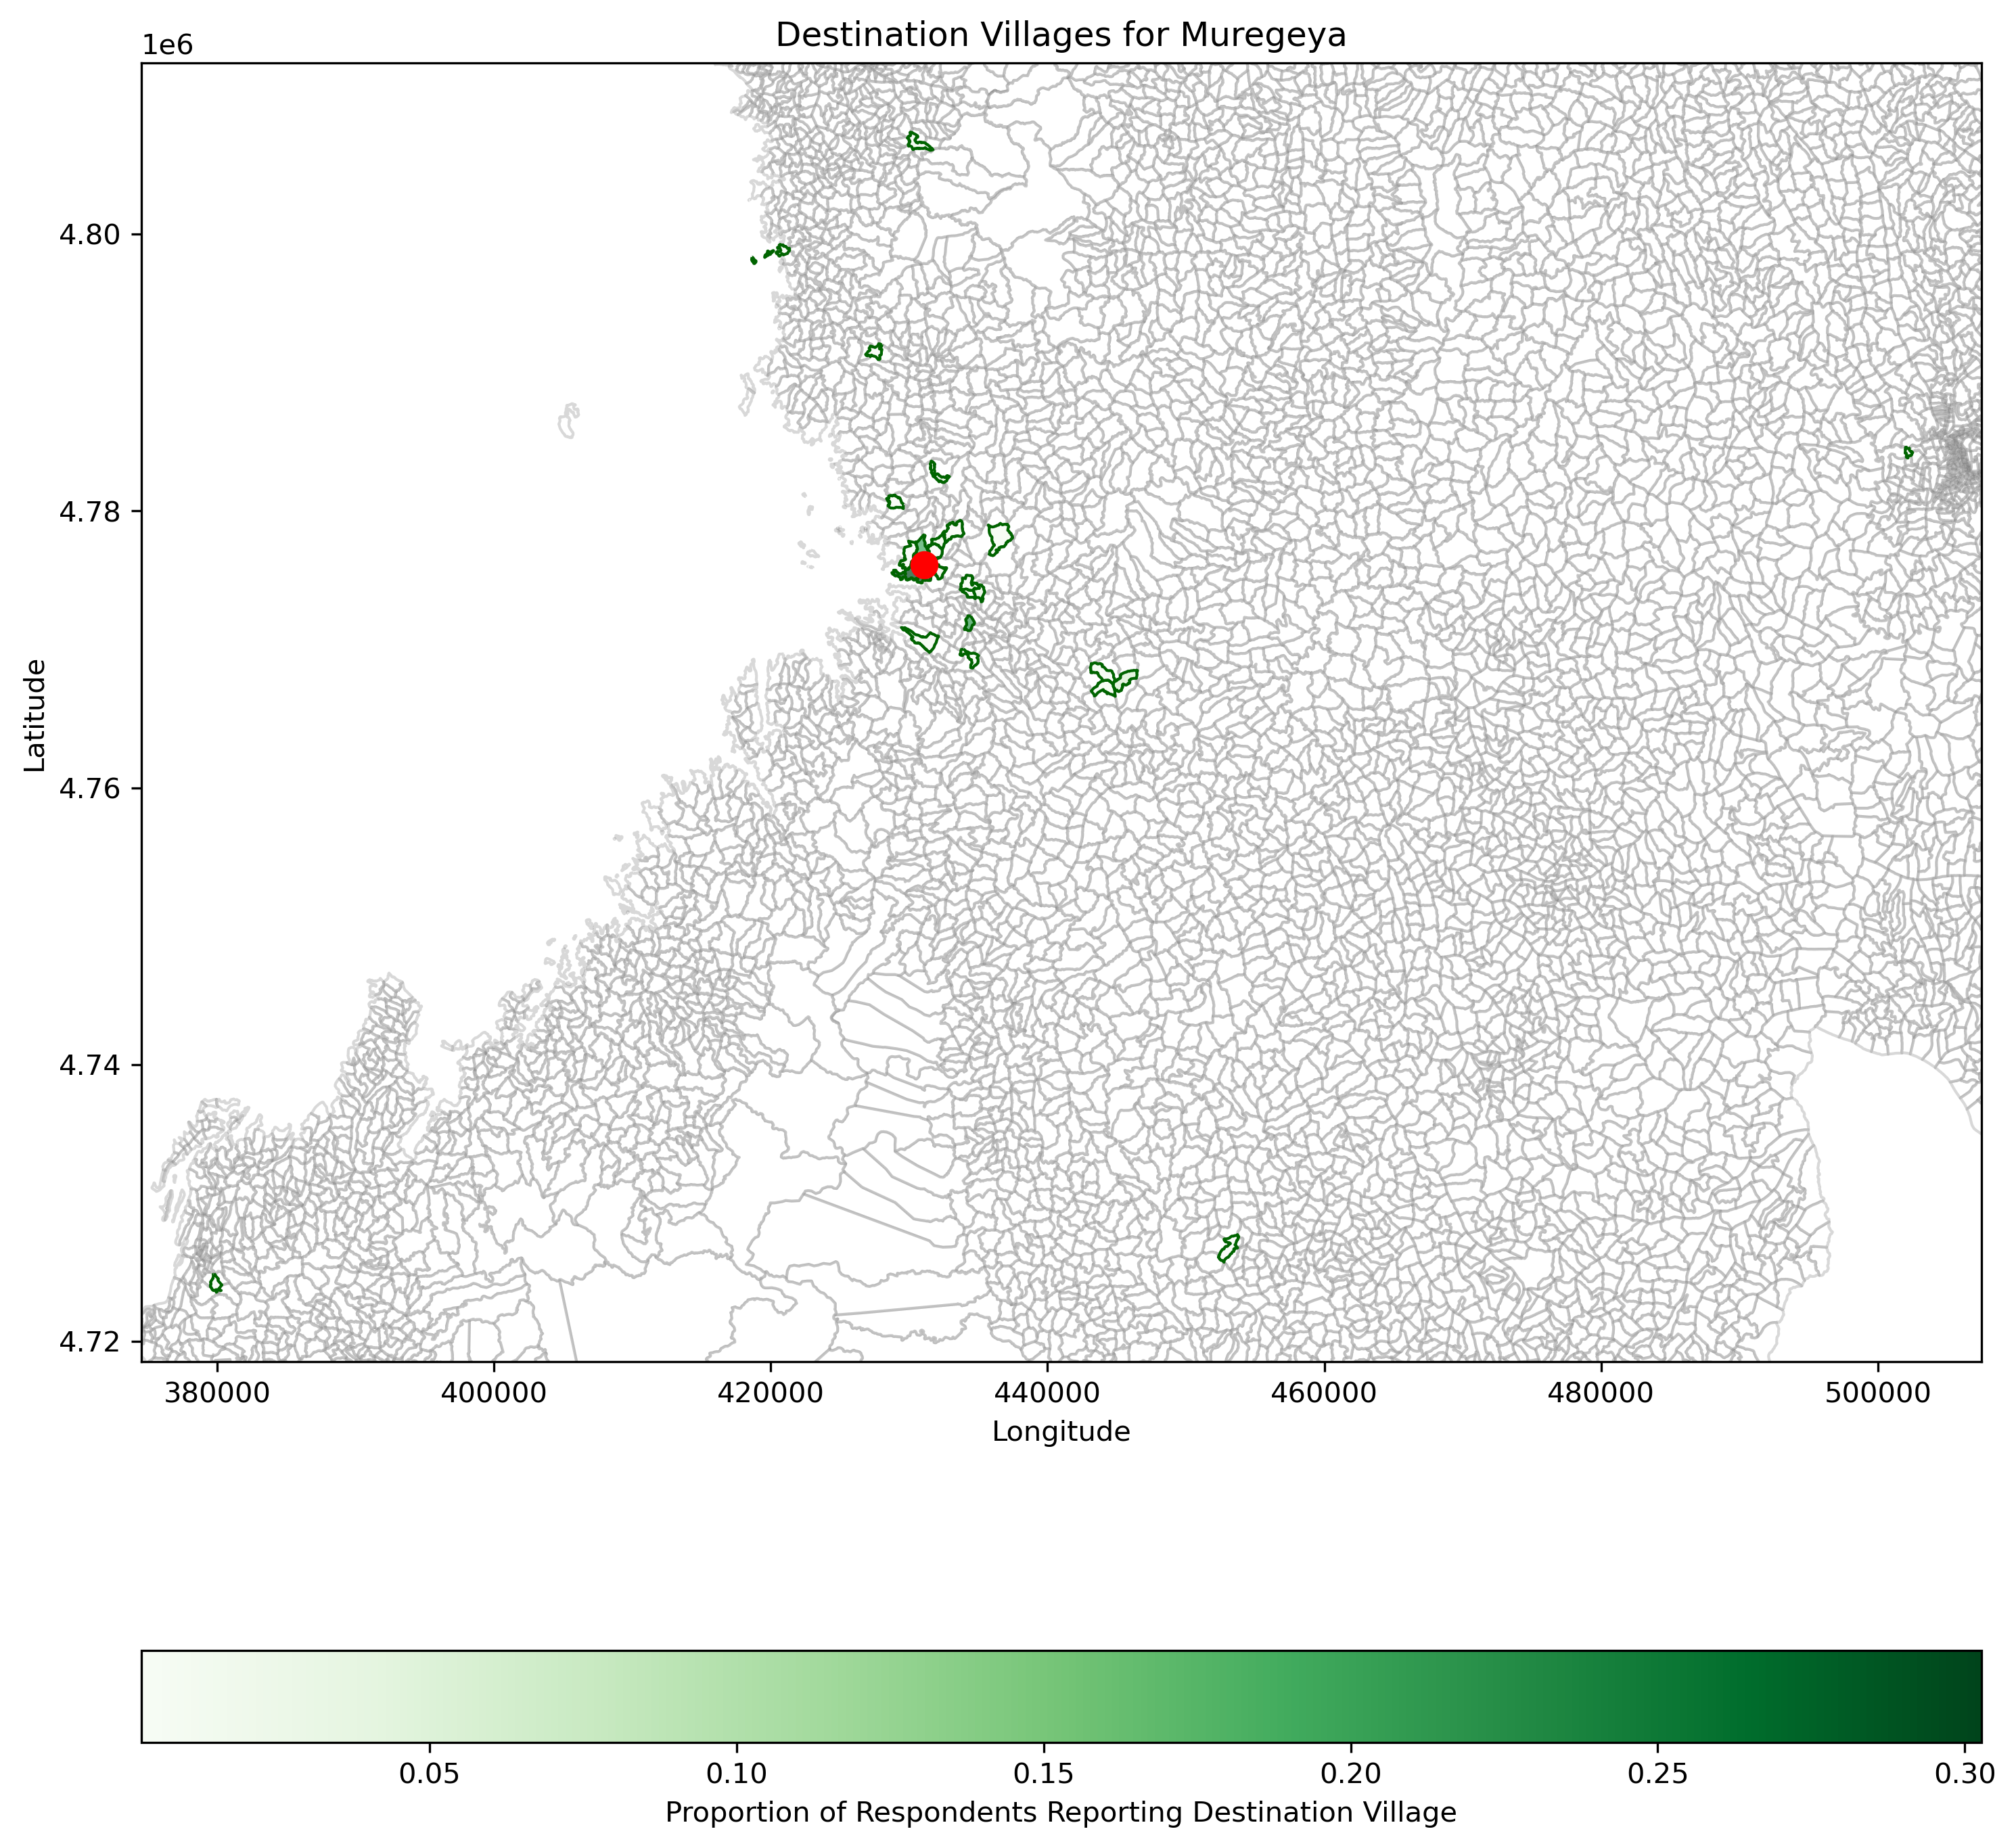 Destination Villages for Muregeya
1e6
4.80
4.78
4.76
4.74
4.72
Latitude
380000 400000 420000 440000 460000 480000 500000
Longitude
0.05 0.10 0.15 0.20 0.25 0.30
Proportion of Respondents Reporting Destination Village